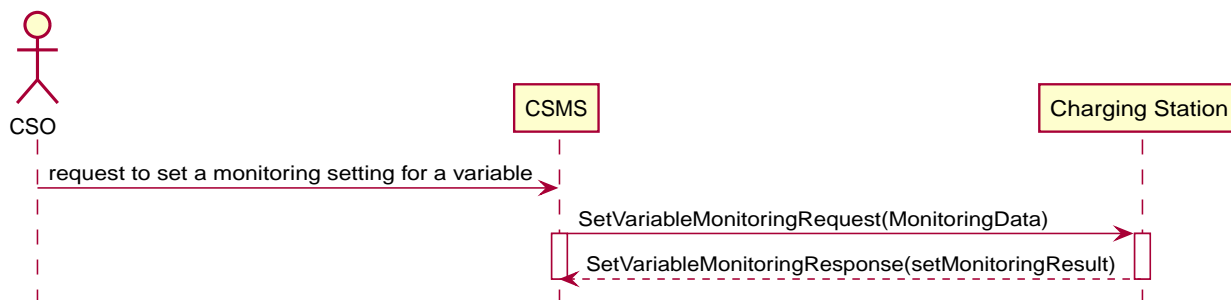 CSO
CSMS
Charging Station
request to set a monitoring setting for a variable
SetVariableMonitoringRequest(MonitoringData)
SetVariableMonitoringResponse(setMonitoringResult)